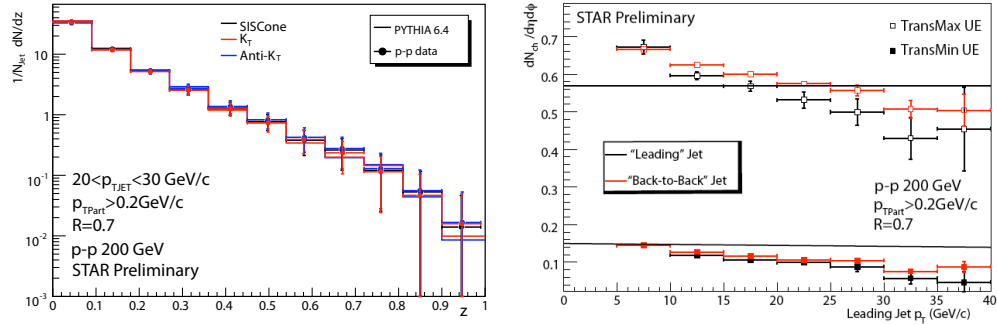 1/N_Jet dN/dz
10
1
10^-1
10^-2
10^-3
SISCone
K_T
Anti-K_T
PYTHIA 6.4
p-p data
20<p_TJET<30 GeV/c
p_TPart>0.2GeV/c
R=0.7
p-p 200 GeV
STAR Preliminary
0 0.1 0.2 0.3 0.4 0.5 0.6 0.7 0.8 0.9 1
z
dN_ch/dηdϕ
0.7
0.6
0.5
0.4
0.3
0.2
0.1
STAR Preliminary
TransMax UE
TransMin UE
"Leading" Jet
"Back-to-Back" Jet
p-p 200 GeV
p_TPart>0.2GeV/c
R=0.7
0 5 10 15 20 25 30 35 40
Leading Jet p_T (GeV/c)